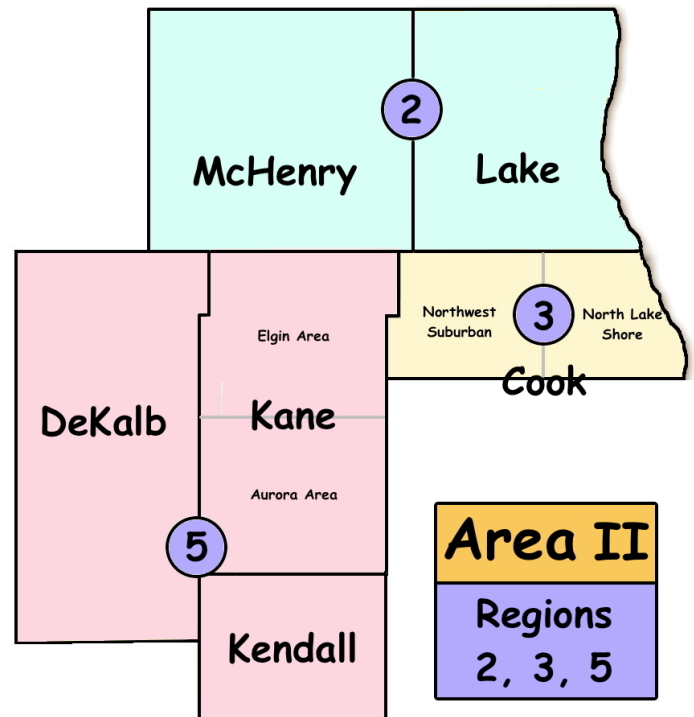 2
McHenry
Lake
Northwest
Suburban
3
North Lake
Shore
Elgin Area
Cook
DeKalb
Kane
Aurora Area
5
Kendall
Area II
Regions
2, 3, 5